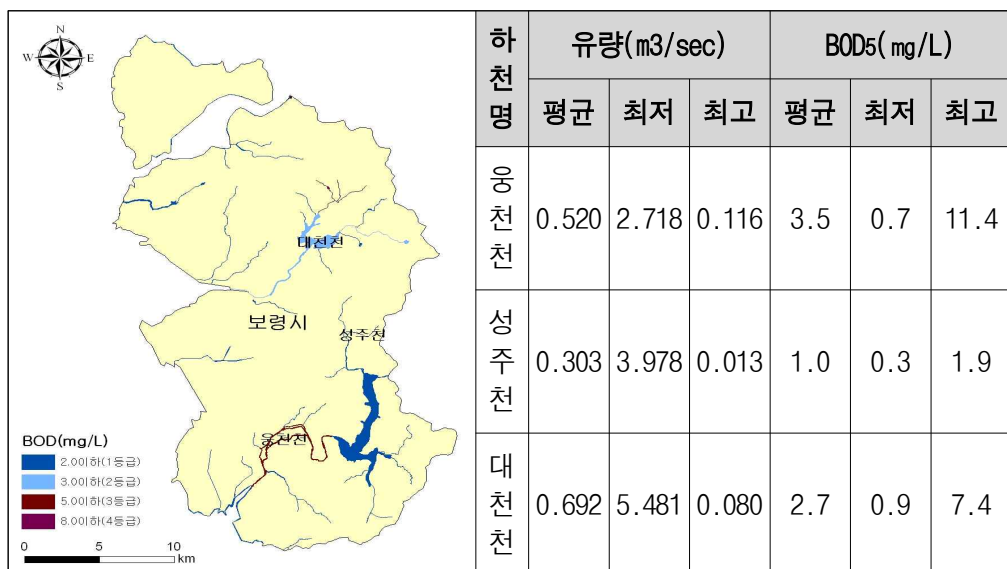 N
W E
S
대천천
보령시
성주천
웅천천
BOD(mg/L)
2.0이하(1등급)
3.0이하(2등급)
5.0이하(3등급)
8.0이하(4등급)
0 5 10
km
하천명 유량(m3/sec) BOD5(mg/L)
평균 최저 최고 평균 최저 최고
웅천천 0.520 2.718 0.116 3.5 0.7 11.4
성주천 0.303 3.978 0.013 1.0 0.3 1.9
대천천 0.692 5.481 0.080 2.7 0.9 7.4